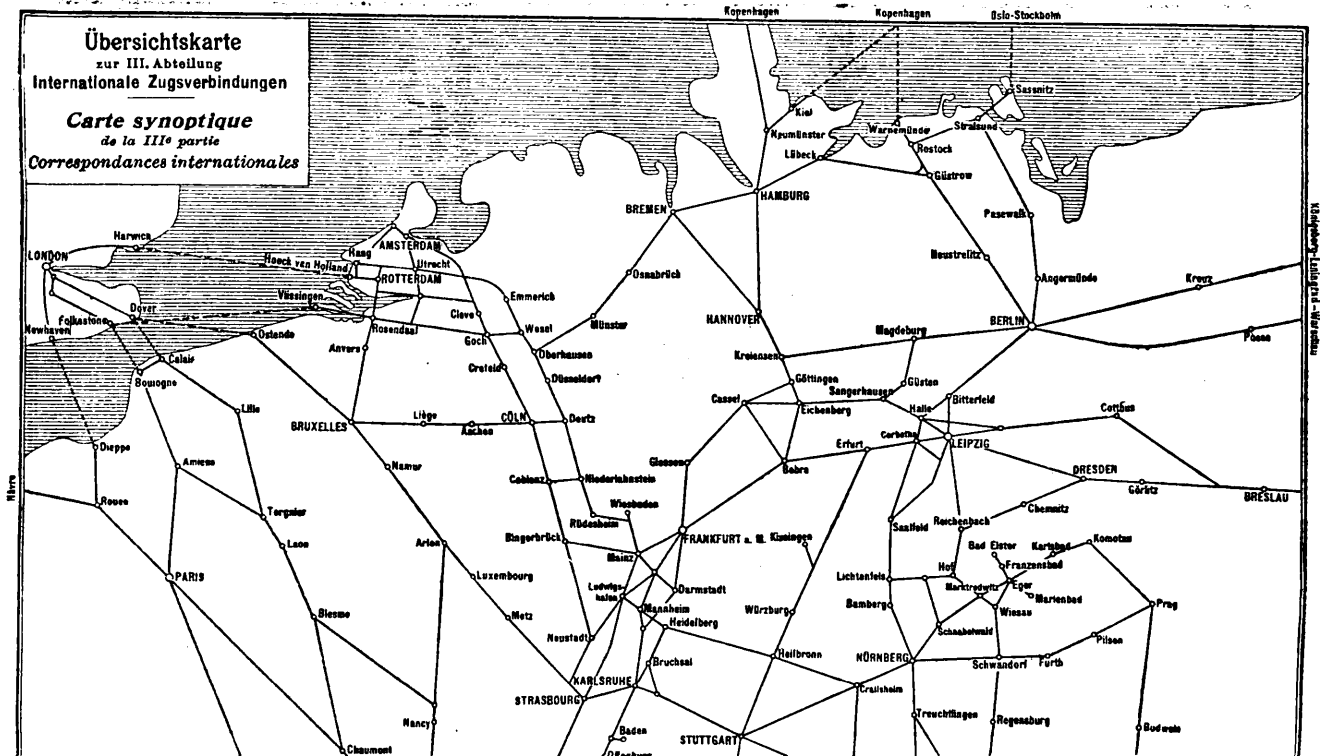 Übersichtskarte
zur III. Abteilung
Internationale Zugsverbindungen
Carte synoptique
de la IIIe partie
Correspondances internationales
Kopenhagen
Kopenhagen
Oslo-Stockholm
Sassnitz
Kiel
Neumünster
Warnemünde
Stralsund
Rostock
Lübeck
Güstrow
HAMBURG
BREMEN
Pasewalk
Harwich
LONDON
AMSTERDAM
Haag
Hoeck van Holland
Utrecht
ROTTERDAM
Osnabrück
Neustrelitz
Angermünde
Kreuz
Königsberg-Leningrad-Warschau
Vlissingen
Emmerich
Dover
Folkestone
Cleve
Newhaven
Rosendaal
Ostende
Wesel
Münster
HANNOVER
Magdeburg
BERLIN
Goch
Posen
Anvers
Calais
Oberhausen
Kreiensen
Crefeld
Boulogne
Düsseldorf
Göttingen
Sangerhausen
Güsten
Cassel
Bitterfeld
Lille
Eichenberg
Halle
Cottbus
Liège
CÖLN
Deutz
BRUXELLES
Aachen
Corbetha
LEIPZIG
Dieppe
Erfurt
Amiens
Namur
Giessen
Bebra
DRESDEN
Coblenz
Niederlahnstein
Görlitz
BRESLAU
Hâvre
Rouen
Wiesbaden
Chemnitz
Tergnier
Rüdesheim
Saalfeld
Reichenbach
Bingerbrück
FRANKFURT a. M.
Kissingen
Laon
Arlon
Bad Elster
Karlsbad
Komotau
Mainz
Franzensbad
Hof
PARIS
Luxembourg
Lichtenfels
Eger
Ludwigshafen
Darmstadt
Marktredwitz
Marienbad
Mannheim
Bamberg
Wiesau
Prag
Blesme
Metz
Würzburg
Heidelberg
Schnabelwaid
Neustadt
Pilsen
Heilbronn
NÜRNBERG
Bruchsal
Schwandorf
Furth
KARLSRUHE
STRASBOURG
Crailsheim
Nancy
Treuchtlingen
Regensburg
Budweis
Baden
STUTTGART
Chaumont